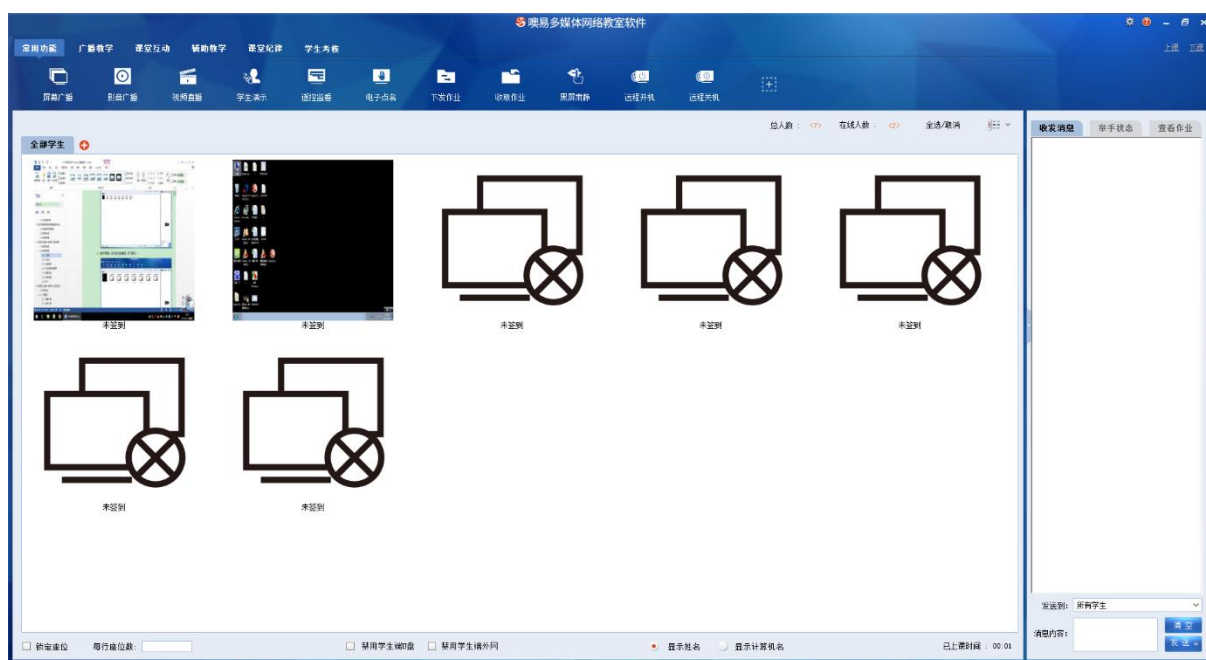 噢易多媒体网络教室软件
常用功能 广播教学 课堂互动 辅助教学 课堂纪律 学生考核
上课 下课
屏幕广播 影音广播 视频直播 学生演示 遥控监看 电子点名 下发作业 收取作业 黑屏肃静 远程开机 远程关机
总人数： <7> 在线人数： <2> 全选/取消
收发消息 举手状态 查看作业
全部学生
未签到 未签到 未签到 未签到 未签到
未签到 未签到
发送到： 所有学生
消息内容： 清空
发送
锁定座位 每行座位数： 禁用学生端U盘 禁用学生端外网 显示姓名 显示计算机名 已上课时间 ： 00:01